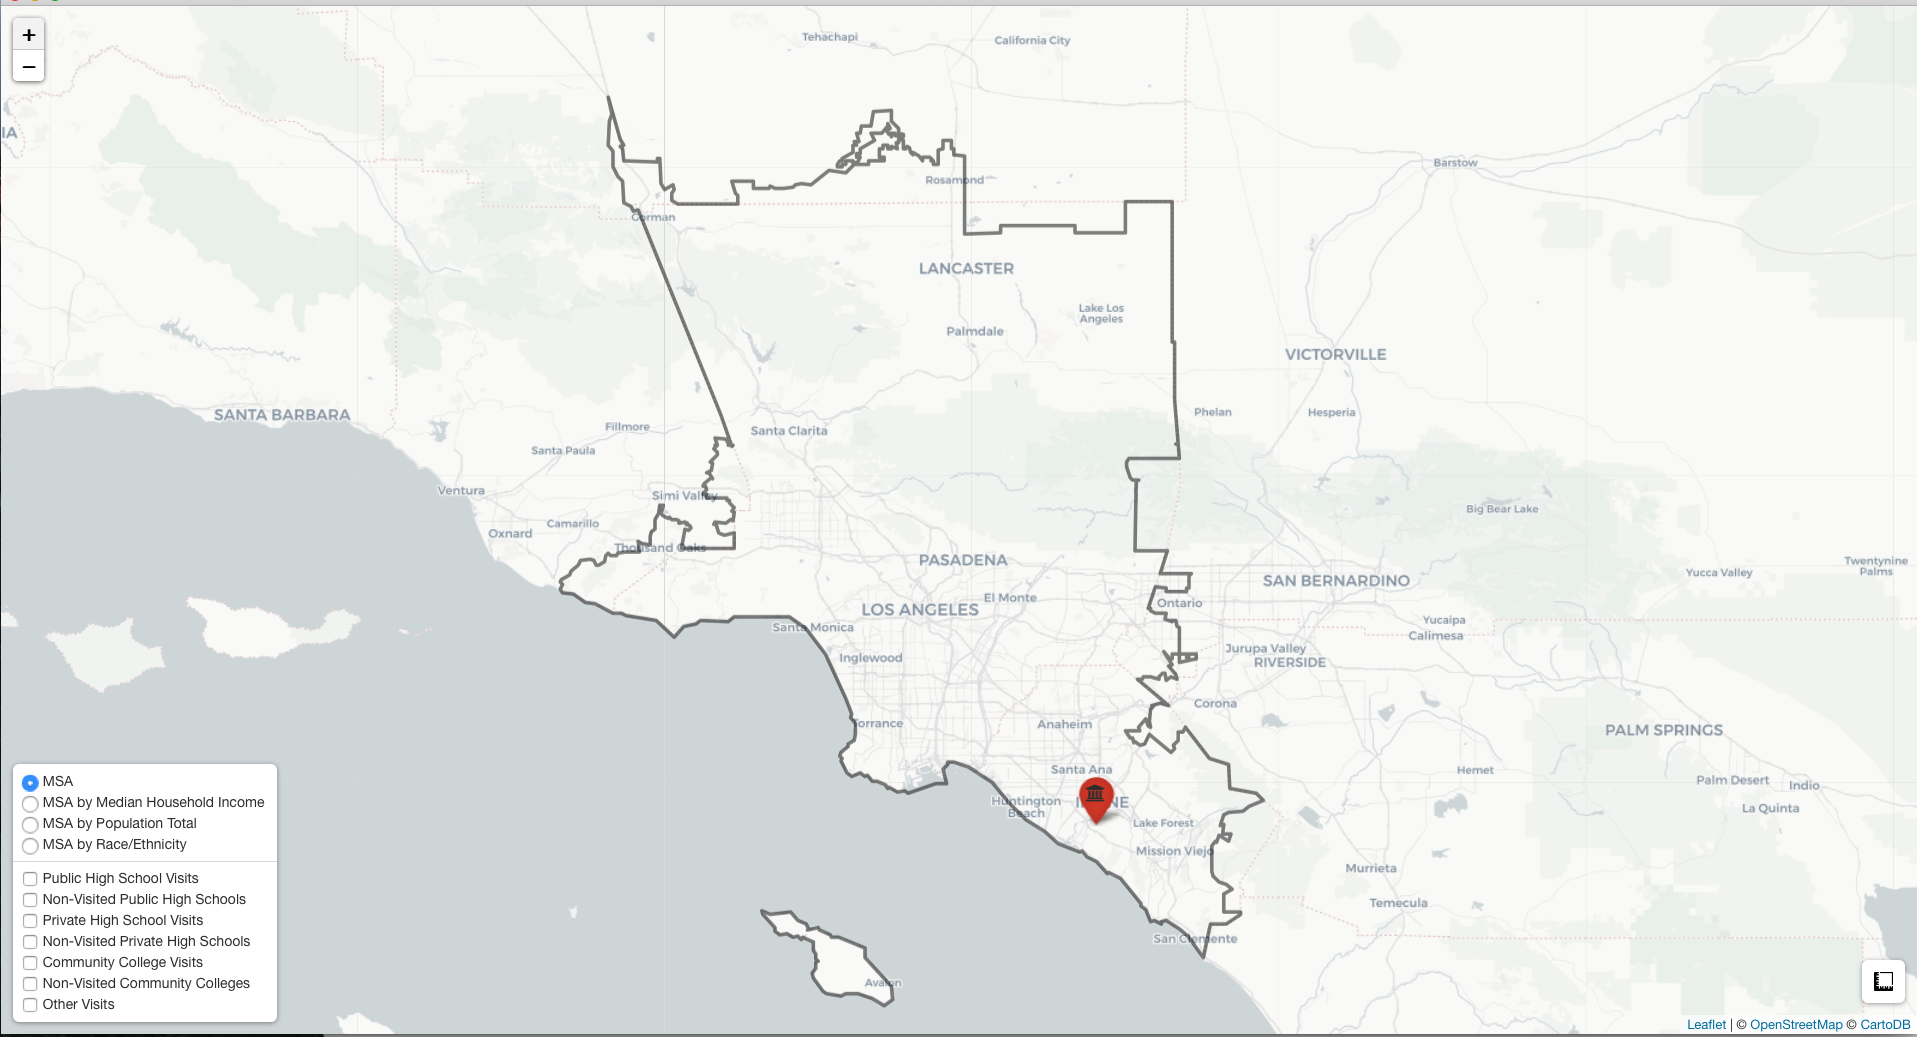 +
−
Tehachapi
California City
IA
Barstow
Rosamond
Gorman
LANCASTER
Lake Los
Angeles
Palmdale
VICTORVILLE
SANTA BARBARA
Phelan
Hesperia
Fillmore
Santa Clarita
Santa Paula
Ventura
Simi Valley
Big Bear Lake
Oxnard
Camarillo
Thousand Oaks
PASADENA
Twentynine
Palms
Yucca Valley
SAN BERNARDINO
El Monte
Ontario
LOS ANGELES
Santa Monica
Yucaipa
Calimesa
Inglewood
Jurupa Valley
RIVERSIDE
Corona
Torrance
Anaheim
PALM SPRINGS
Santa Ana
Hemet
Palm Desert
Indio
Huntington
Beach
La Quinta
Lake Forest
Mission Viejo
Murrieta
Temecula
San Clemente
Avalon
MSA
MSA by Median Household Income
MSA by Population Total
MSA by Race/Ethnicity
Public High School Visits
Non-Visited Public High Schools
Private High School Visits
Non-Visited Private High Schools
Community College Visits
Non-Visited Community Colleges
Other Visits
Leaflet | © OpenStreetMap © CartoDB